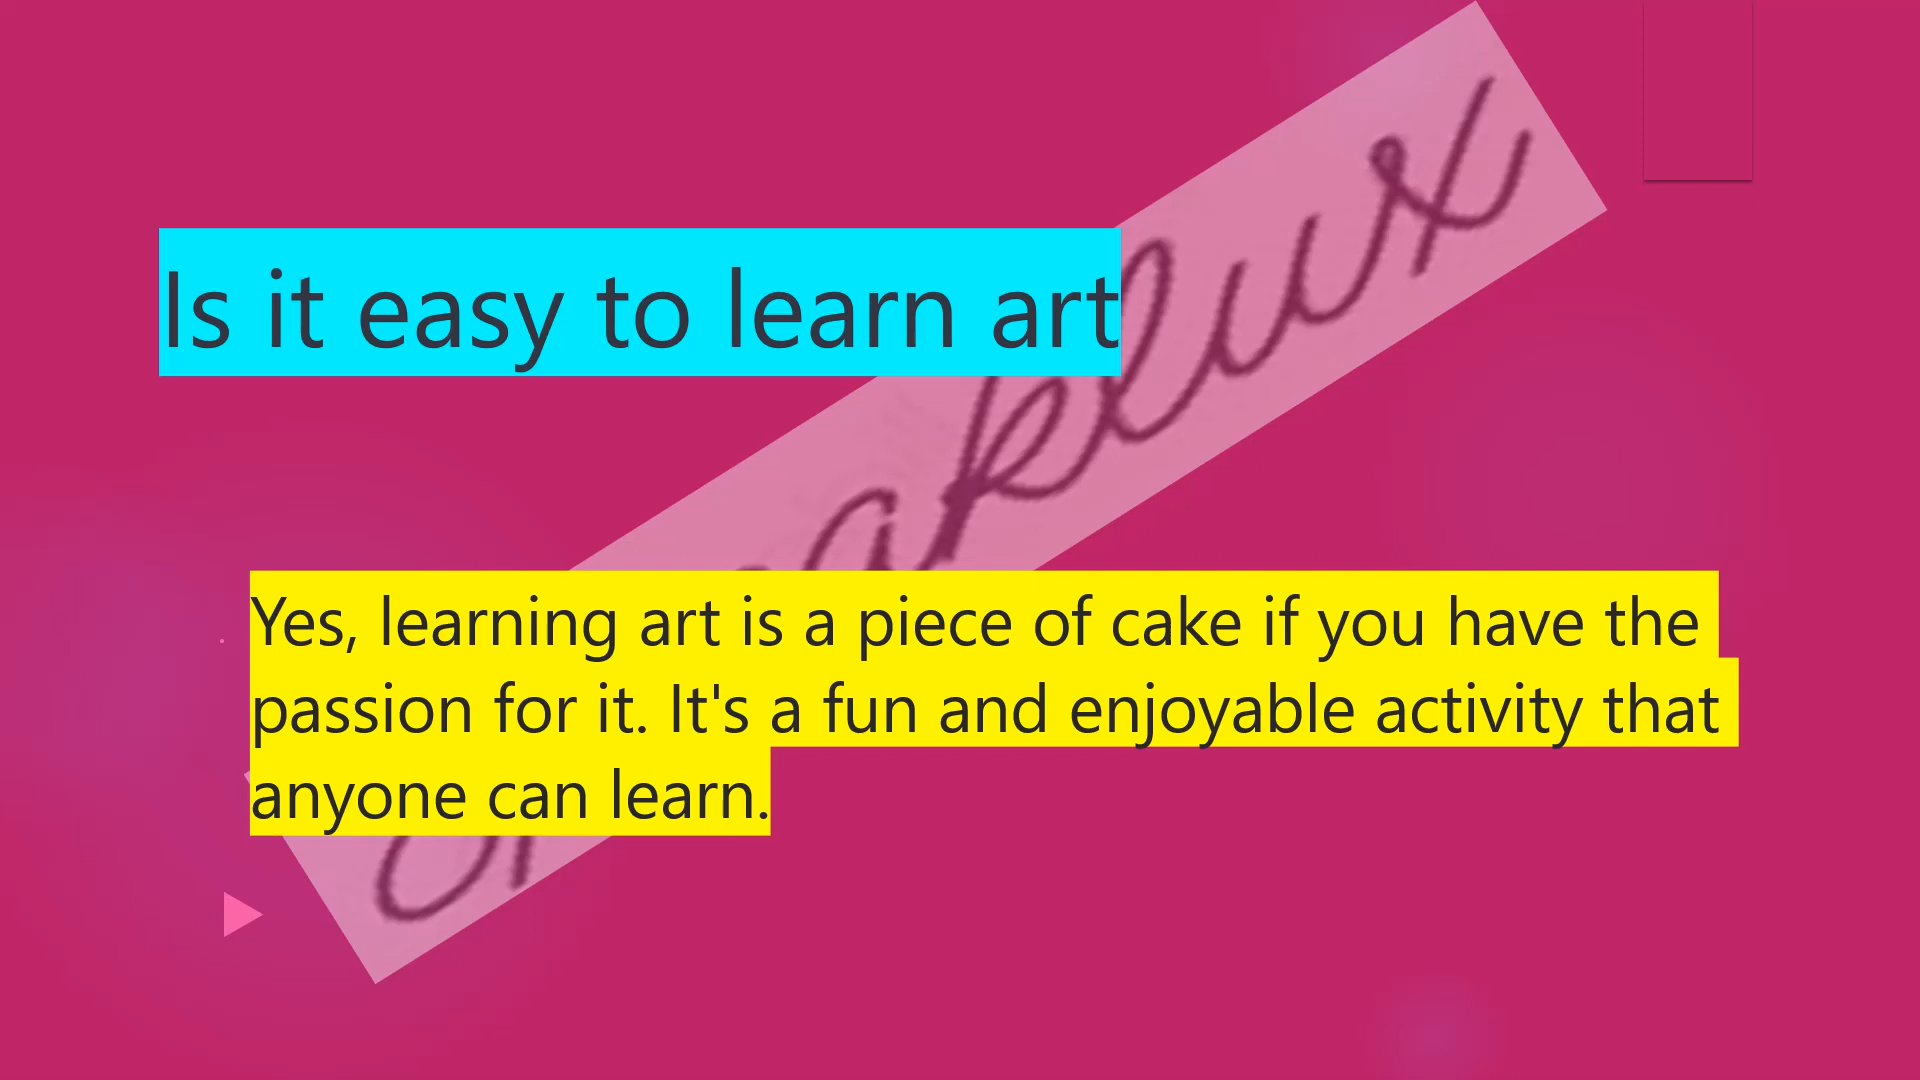 Is it easy to learn art
Yes, learning art is a piece of cake if you have the
passion for it. It's a fun and enjoyable activity that
anyone can learn.